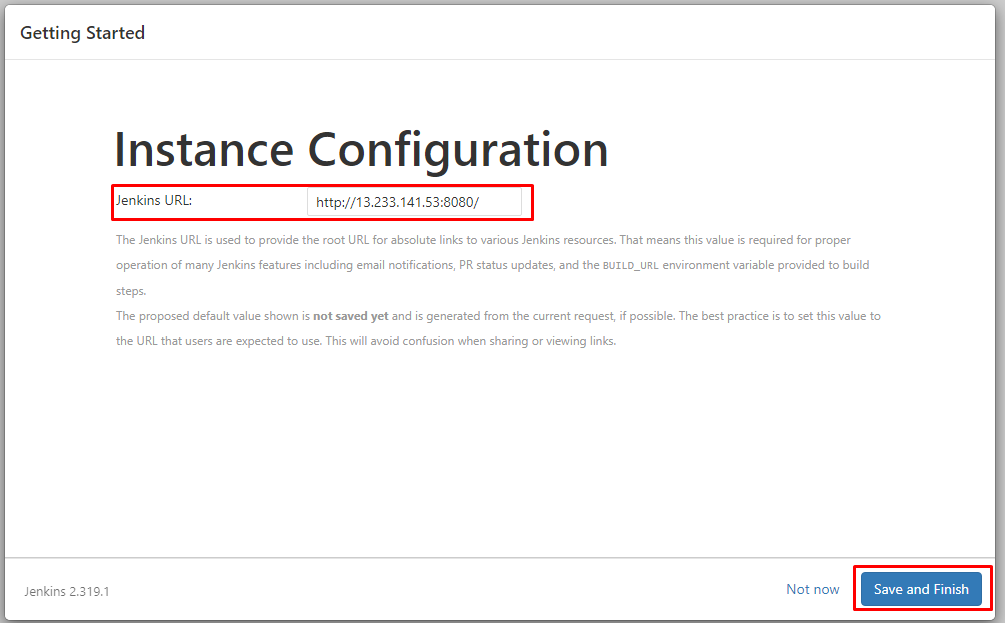 Getting Started
Instance Configuration
Jenkins URL: http://13.233.141.53:8080/
The Jenkins URL is used to provide the root URL for absolute links to various Jenkins resources. That means this value is required for proper
operation of many Jenkins features including email notifications, PR status updates, and the BUILD_URL environment variable provided to build
steps.
The proposed default value shown is not saved yet and is generated from the current request, if possible. The best practice is to set this value to
the URL that users are expected to use. This will avoid confusion when sharing or viewing links.
Jenkins 2.319.1 Not now Save and Finish